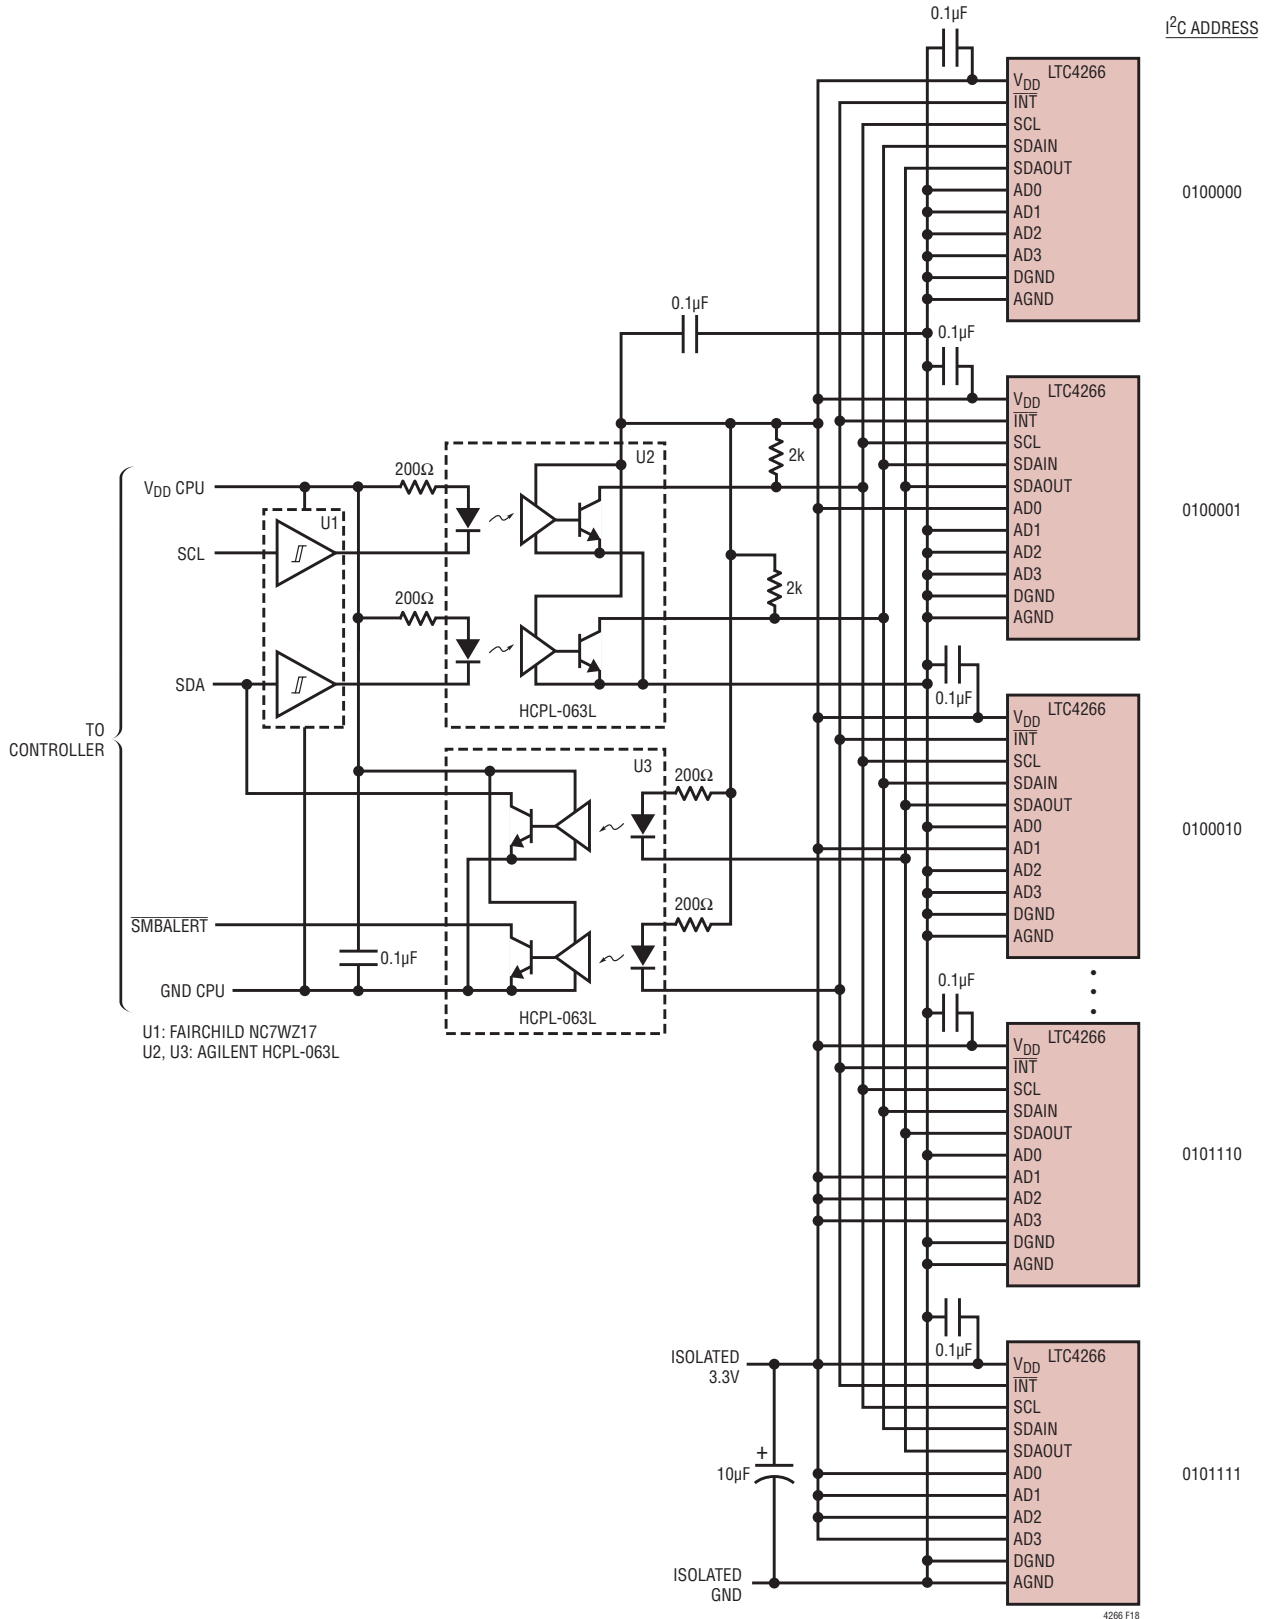 0.1µF
I²C ADDRESS
LTC4266
VDD
INT
SCL
SDAIN
SDAOUT
AD0
AD1
AD2
AD3
DGND
AGND
0100000
0.1µF
0.1µF
LTC4266
VDD
INT
SCL
SDAIN
SDAOUT
AD0
AD1
AD2
AD3
DGND
AGND
0100001
U2
2k
200Ω
VDD CPU
U1
SCL
200Ω
2k
SDA
HCPL-063L
TO
CONTROLLER
0.1µF
LTC4266
VDD
INT
SCL
SDAIN
SDAOUT
AD0
AD1
AD2
AD3
DGND
AGND
0100010
U3
200Ω
200Ω
SMBALERT
0.1µF
GND CPU
HCPL-063L
U1: FAIRCHILD NC7WZ17
U2, U3: AGILENT HCPL-063L
0.1µF
LTC4266
VDD
INT
SCL
SDAIN
SDAOUT
AD0
AD1
AD2
AD3
DGND
AGND
0101110
0.1µF
ISOLATED
3.3V
LTC4266
VDD
INT
SCL
SDAIN
SDAOUT
AD0
AD1
AD2
AD3
DGND
AGND
0101111
+
10µF
ISOLATED
GND
4266 F18